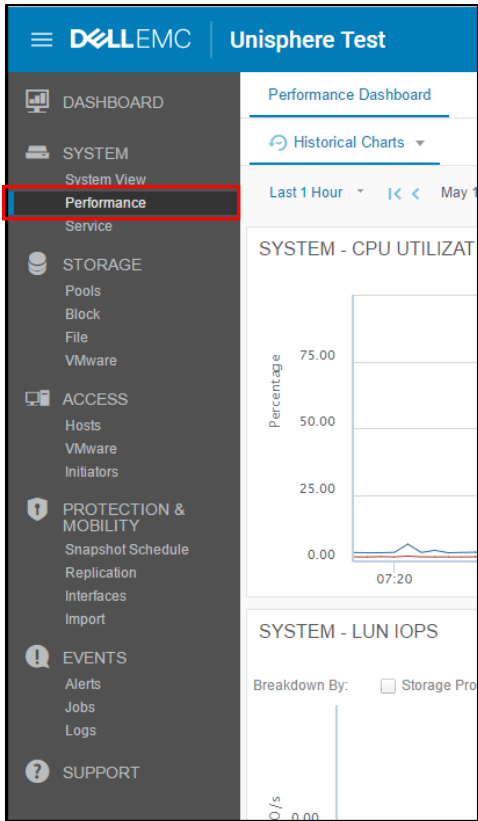 DELLEMC Unisphere Test
DASHBOARD
SYSTEM
System View
Performance
Service
STORAGE
Pools
Block
File
VMware
ACCESS
Hosts
VMware
Initiators
PROTECTION &
MOBILITY
Snapshot Schedule
Replication
Interfaces
Import
EVENTS
Alerts
Jobs
Logs
SUPPORT
Performance Dashboard
Historical Charts
Last 1 Hour May 1
SYSTEM - CPU UTILIZAT
Percentage
75.00
50.00
25.00
0.00
07:20
SYSTEM - LUN IOPS
Breakdown By: Storage Pro
O/s
0.00